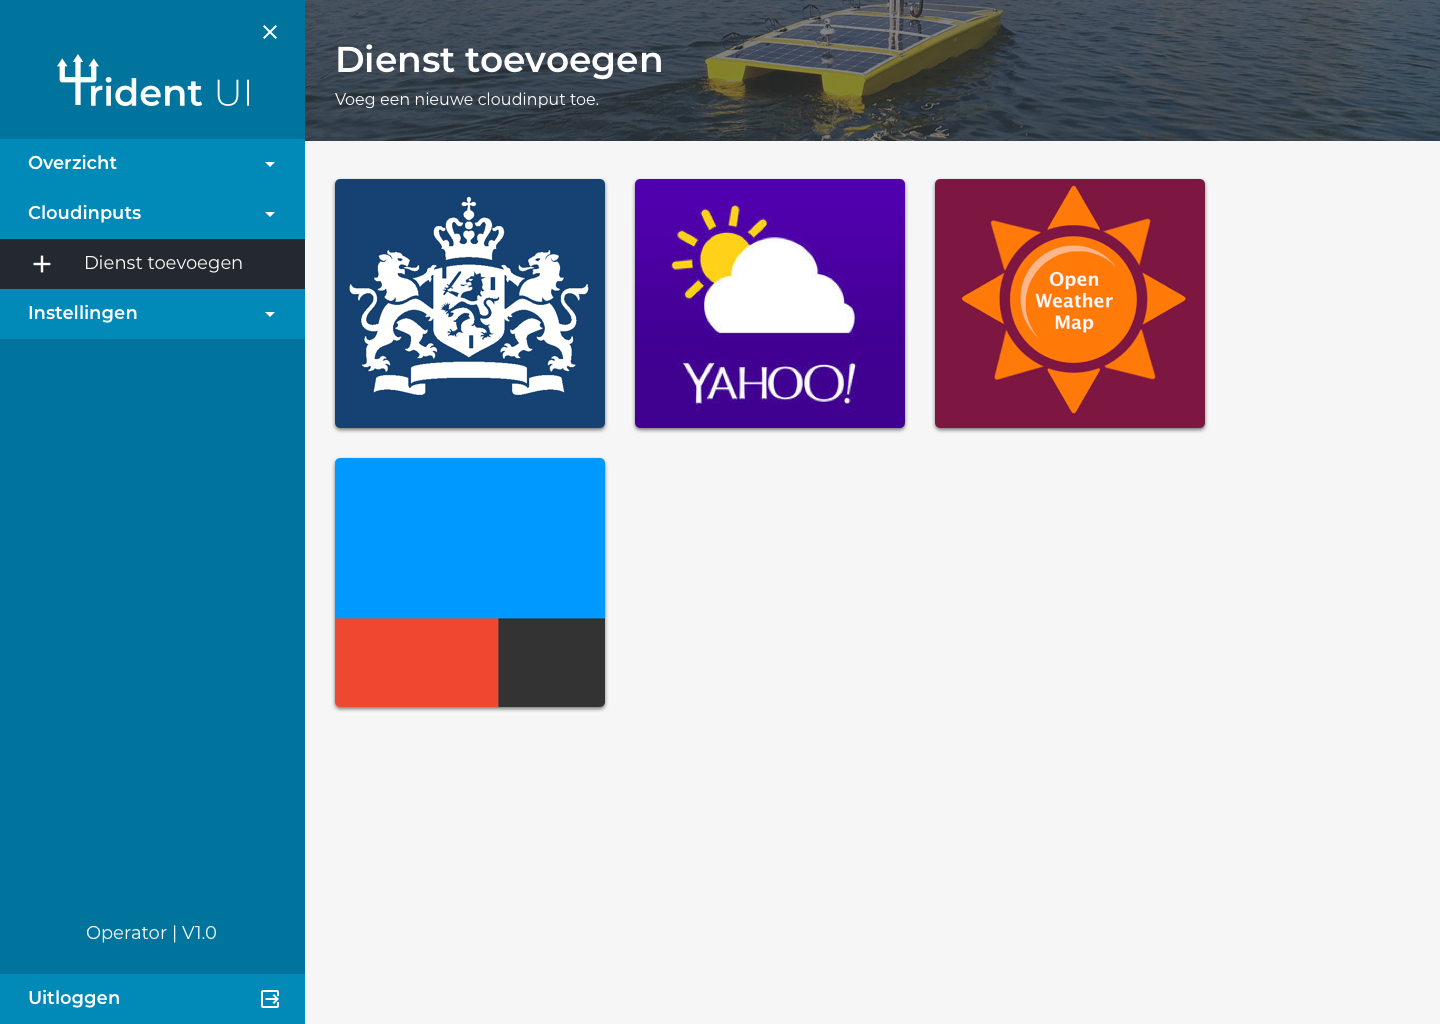 Trident UI
Overzicht
Cloudinputs
Dienst toevoegen
Instellingen
Operator | V1.0
Uitloggen
Dienst toevoegen
Voeg een nieuwe cloudinput toe.
YAHOO!
Open
Weather
Map